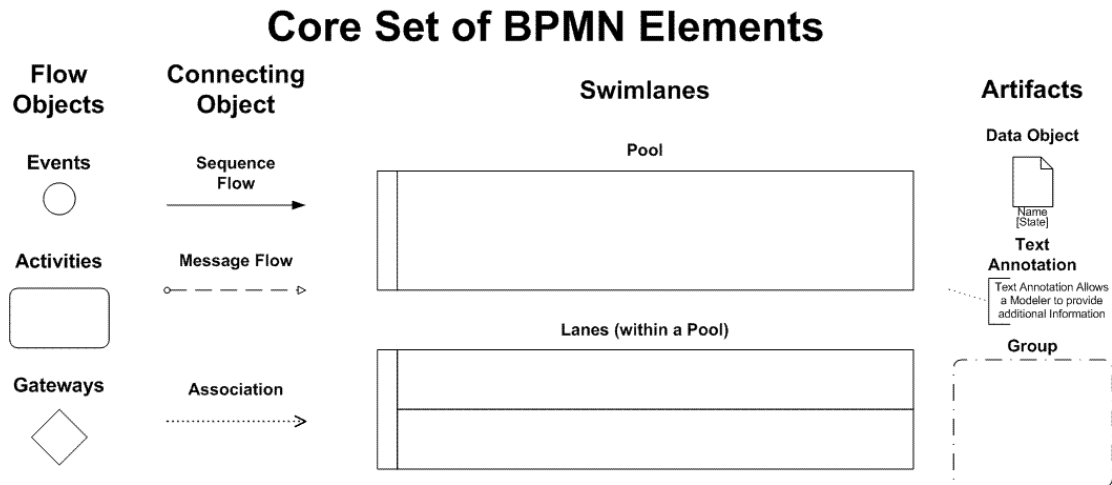 Core Set of BPMN Elements
Flow
Objects
Events
Activities
Gateways
Connecting
Object
Sequence
Flow
Message Flow
Association
Swimlanes
Pool
Lanes (within a Pool)
Artifacts
Data Object
Name
[State]
Text
Annotation
Text Annotation Allows
a Modeler to provide
additional Information
Group